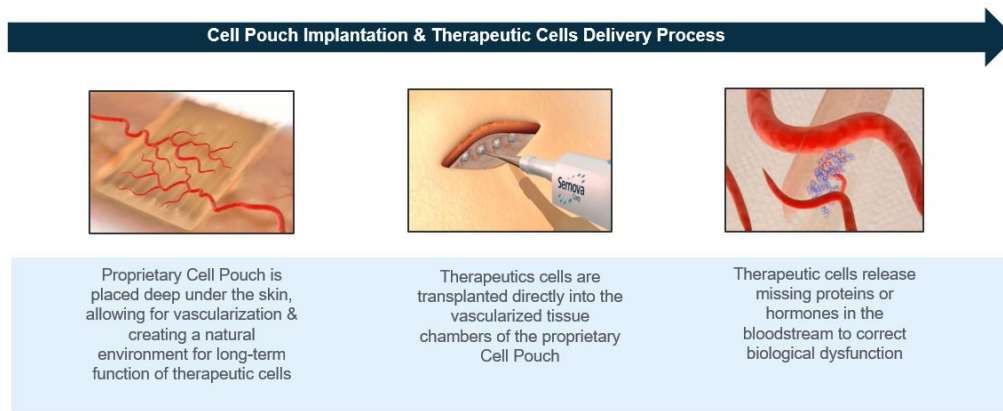 Cell Pouch Implantation & Therapeutic Cells Delivery Process
Sernova
Proprietary Cell Pouch is
placed deep under the skin,
allowing for vascularization &
creating a natural
environment for long-term
function of therapeutic cells
Therapeutics cells are
transplanted directly into the
vascularized tissue
chambers of the proprietary
Cell Pouch
Therapeutic cells release
missing proteins or
hormones in the
bloodstream to correct
biological dysfunction